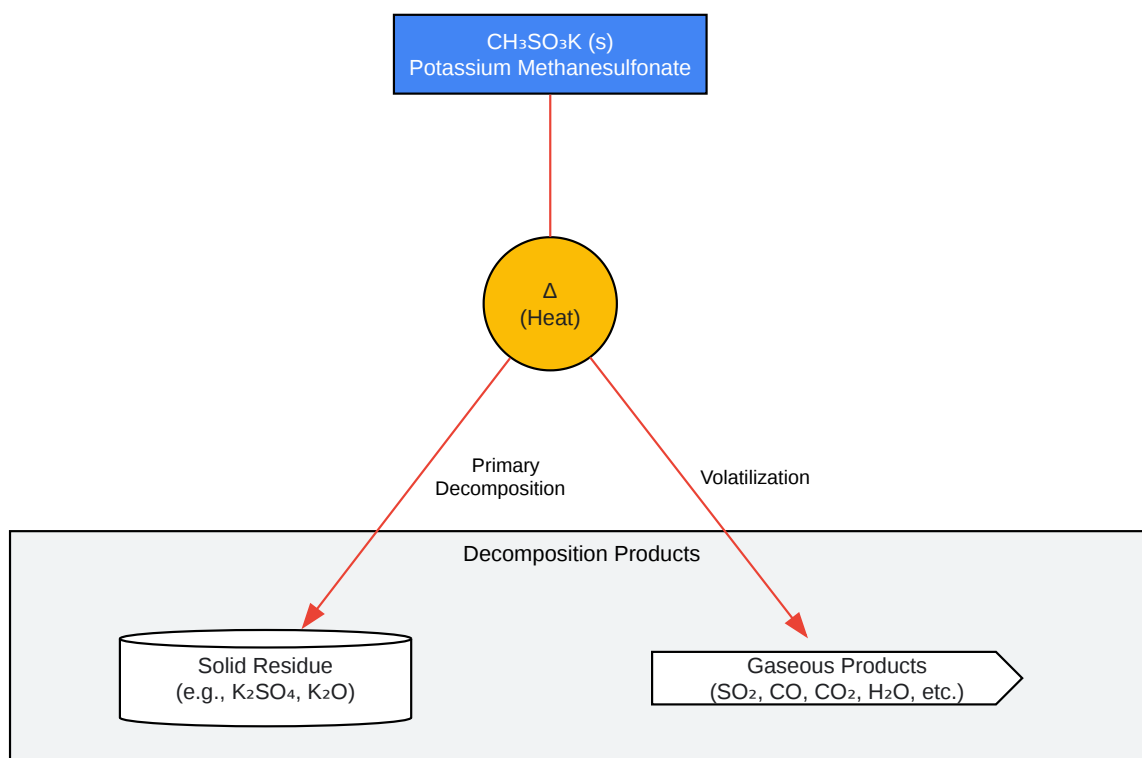 CH₃SO₃K (s)
Potassium Methanesulfonate
Δ
(Heat)
Primary
Decomposition
Volatilization
Decomposition Products
Solid Residue
(e.g., K₂SO₄, K₂O)
Gaseous Products
(SO₂, CO, CO₂, H₂O, etc.)